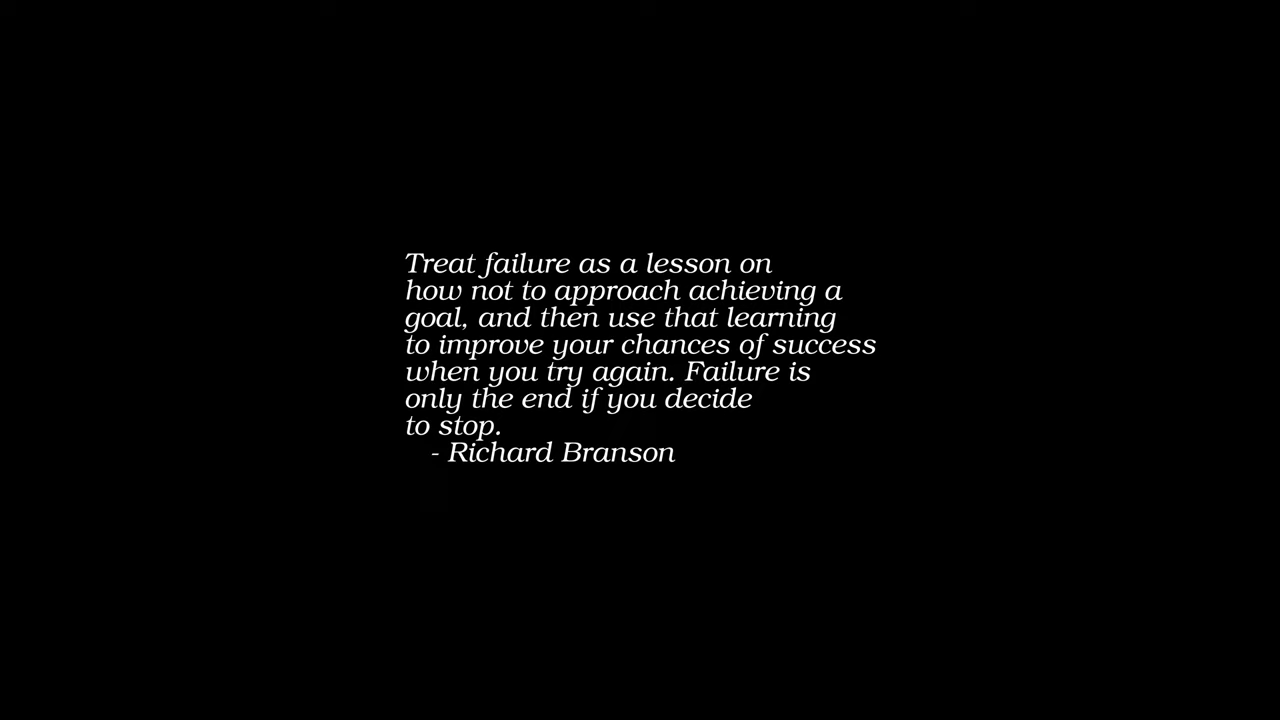 Treat failure as a lesson on
how not to approach achieving a
goal, and then use that learning
to improve your chances of success
when you try again. Failure is
only the end if you decide
to stop.
- Richard Branson